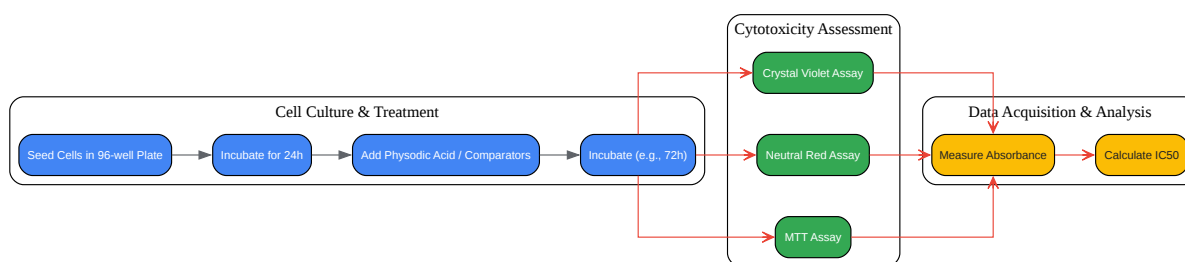 Cell Culture & Treatment
Seed Cells in 96-well Plate
Incubate for 24h
Add Physodic Acid / Comparators
Incubate (e.g., 72h)
Cytotoxicity Assessment
Crystal Violet Assay
Neutral Red Assay
MTT Assay
Data Acquisition & Analysis
Measure Absorbance
Calculate IC50